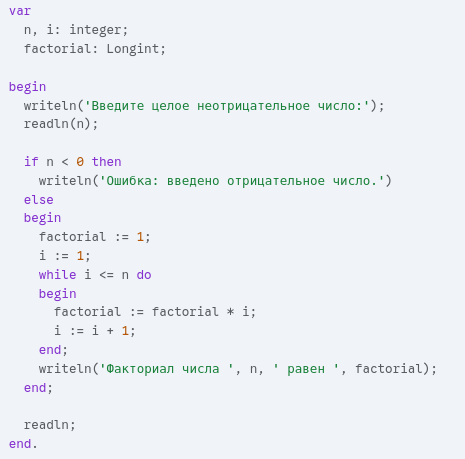 var
  n, i: integer;
  factorial: Longint;

begin
  writeln('Введите целое неотрицательное число:');
  readln(n);

  if n < 0 then
    writeln('Ошибка: введено отрицательное число.')
  else
  begin
    factorial := 1;
    i := 1;
    while i <= n do
    begin
      factorial := factorial * i;
      i := i + 1;
    end;
    writeln('Факториал числа ', n, ' равен ', factorial);
  end;

  readln;
end.